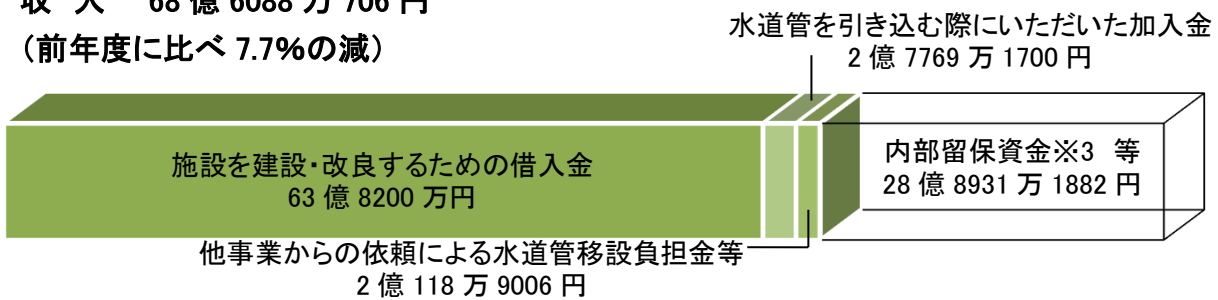 収 入 68 億 6088 万 706 円
（前年度に比べ 7.7%の減）
水道管を引き込む際にいただいた加入金
2 億 7769 万 1700 円
施設を建設・改良するための借入金
63 億 8200 万円
内部留保資金※3 等
28 億 8931 万 1882 円
他事業からの依頼による水道管移設負担金等
2 億 118 万 9006 円